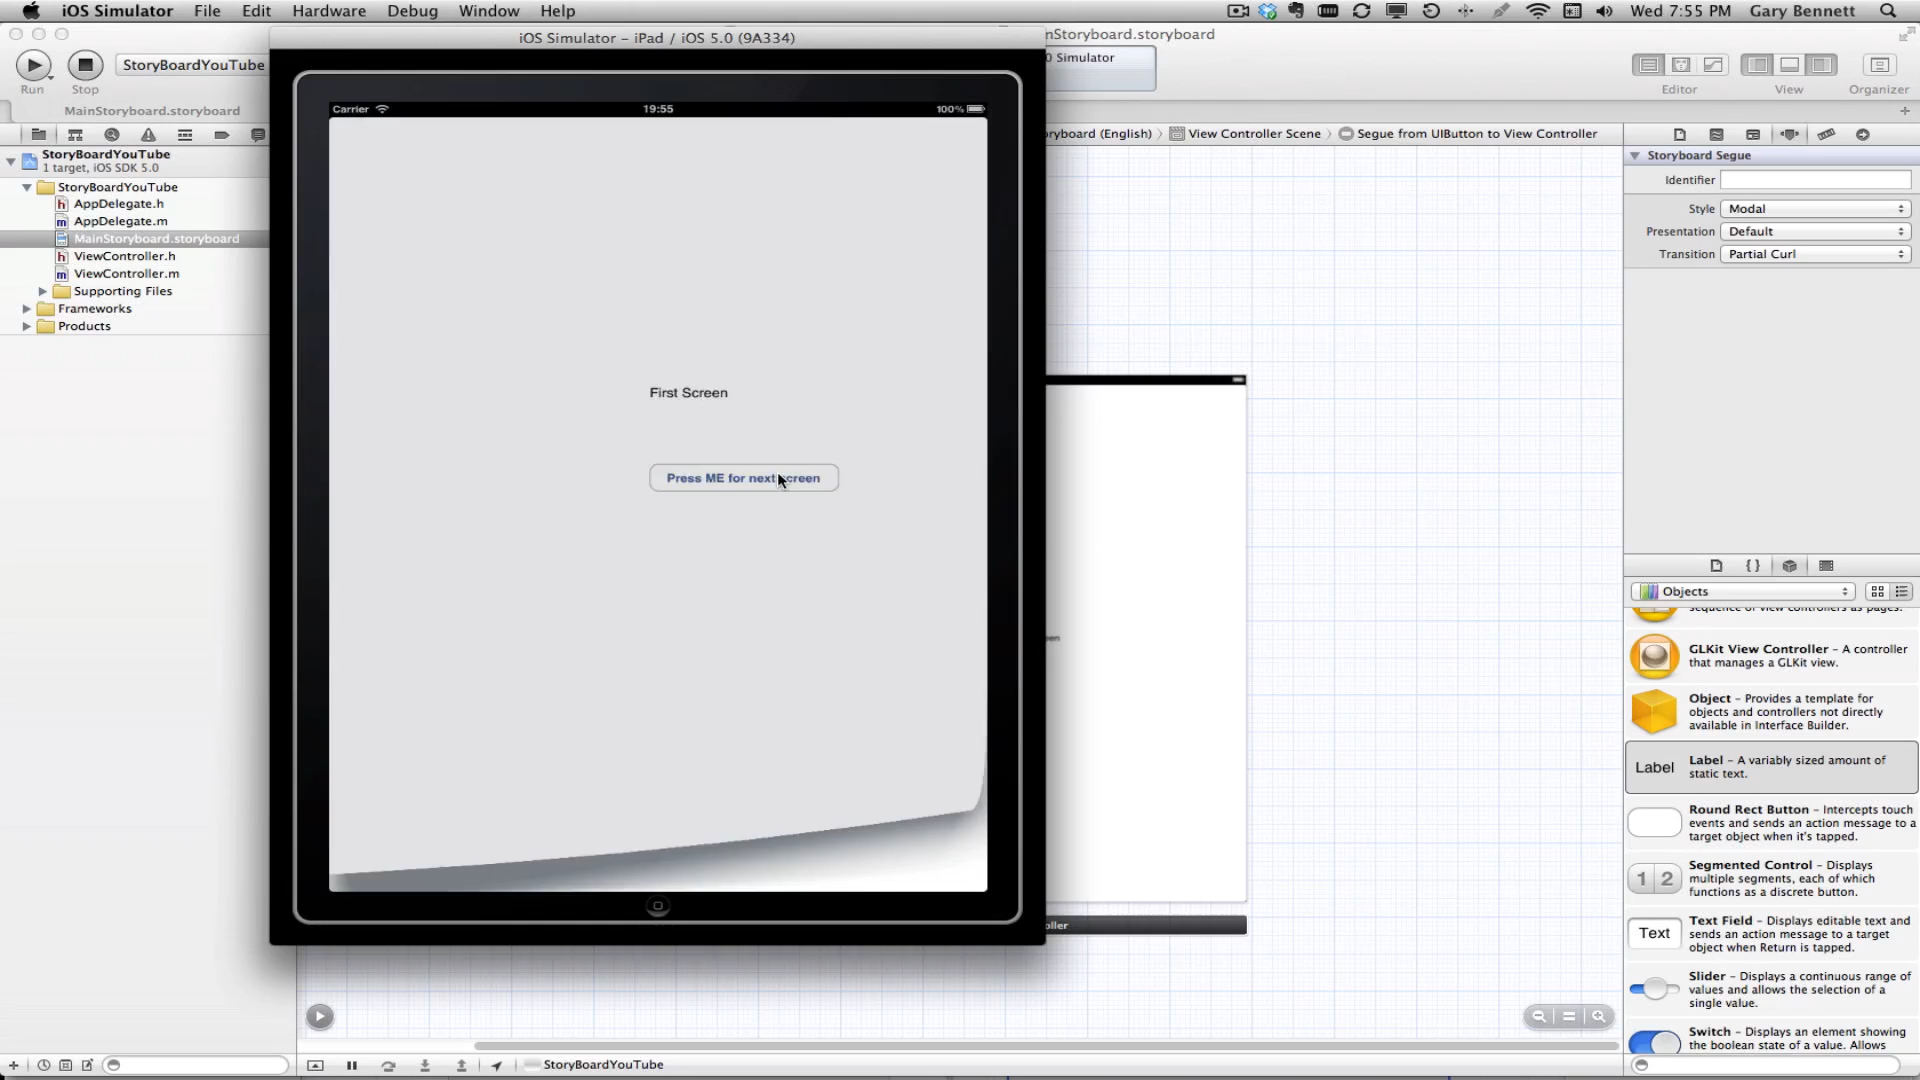 iOS Simulator File Edit Hardware Debug Window Help Wed 7:55 PM Gary Bennett
iOS Simulator – iPad / iOS 5.0 (9A334)
nStoryboard.storyboard
StoryBoardYouTube
0 Simulator
Run Stop
Editor View Organizer
MainStoryboard.storyboard
Carrier 19:55 100%
ryboard (English) View Controller Scene Segue from UIButton to View Controller
StoryBoardYouTube
1 target, iOS SDK 5.0
StoryBoardYouTube
AppDelegate.h
AppDelegate.m
MainStoryboard.storyboard
ViewController.h
ViewController.m
Supporting Files
Frameworks
Products
First Screen
Press ME for next screen
een
oller
Storyboard Segue
Identifier
Style Modal
Presentation Default
Transition Partial Curl
Objects
sequence of view controllers as pages.
GLKit View Controller – A controller
that manages a GLKit view.
Object – Provides a template for
objects and controllers not directly
available in Interface Builder.
Label
Label – A variably sized amount of
static text.
Round Rect Button – Intercepts touch
events and sends an action message to a
target object when it's tapped.
1 2
Segmented Control – Displays
multiple segments, each of which
functions as a discrete button.
Text
Text Field – Displays editable text and
sends an action message to a target
object when Return is tapped.
Slider – Displays a continuous range of
values and allows the selection of a
single value.
Switch – Displays an element showing
the boolean state of a value. Allows
StoryBoardYouTube